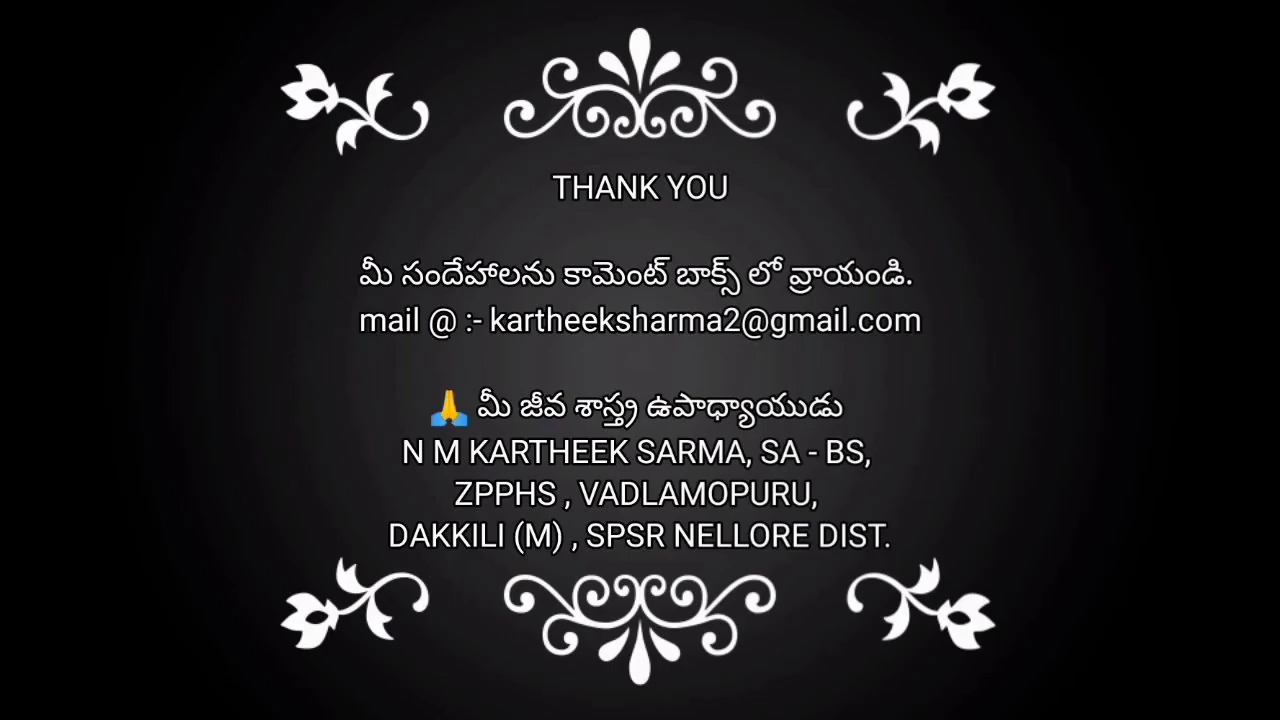 THANK YOU
మీ సందేహాలను కామెంట్ బాక్స్ లో వ్రాయండి.
mail @ :- kartheeksharma2@gmail.com
🙏 మీ జీవ శాస్త్ర ఉపాధ్యాయుడు
N M KARTHEEK SARMA, SA - BS,
ZPPHS , VADLAMOPURU,
DAKKILI (M) , SPSR NELLORE DIST.